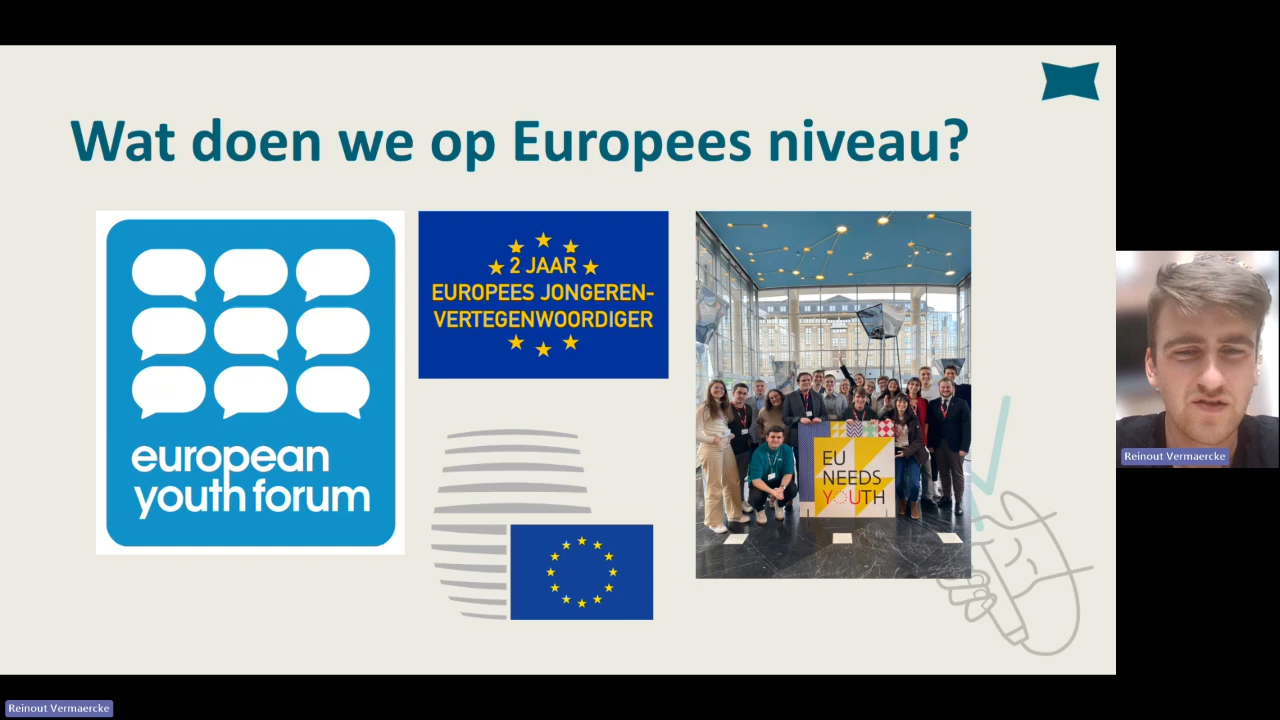 Wat doen we op Europees niveau?
european
youth forum
2 JAAR
EUROPEES JONGEREN-
VERTEGENWOORDIGER
EU
NEEDS
YOUTH
Reinout Vermaercke
Reinout Vermaercke